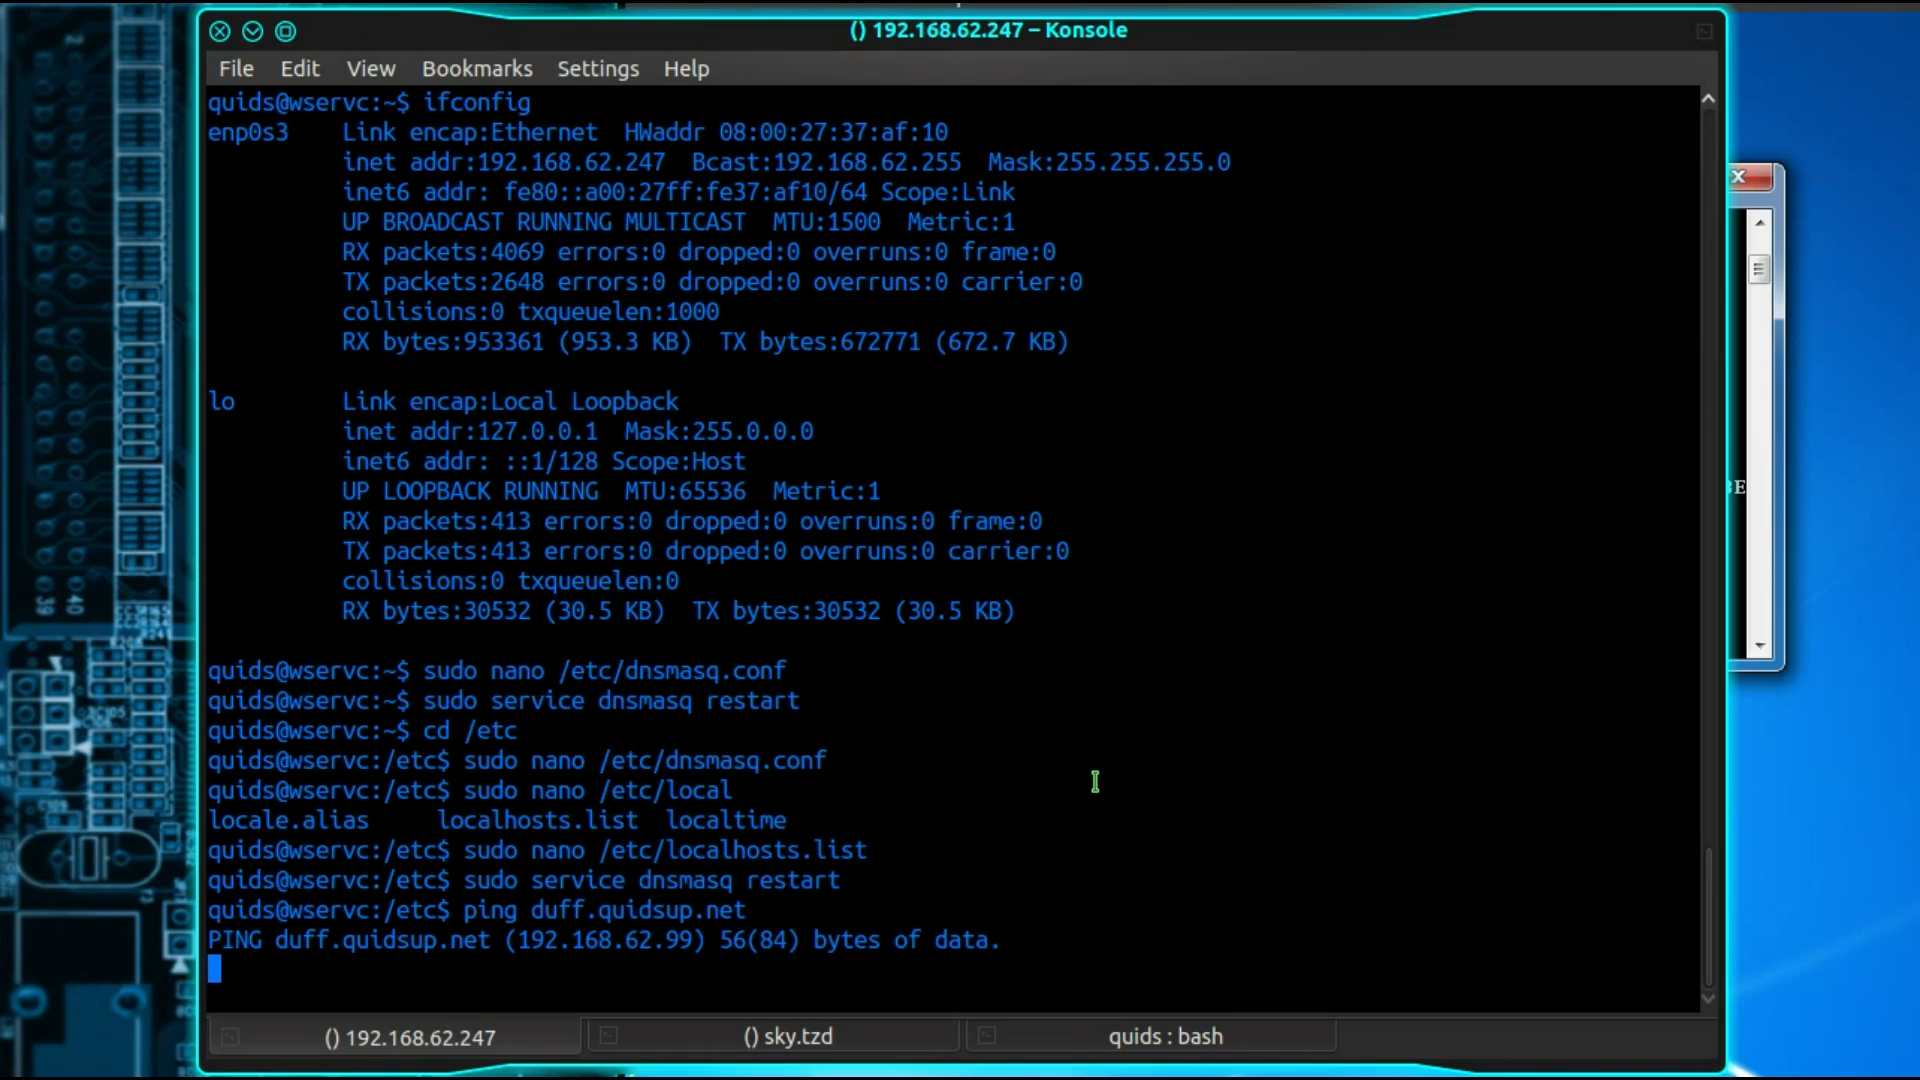 () 192.168.62.247 – Konsole
File Edit View Bookmarks Settings Help
quids@wservc:~$ ifconfig
enp0s3 Link encap:Ethernet HWaddr 08:00:27:37:af:10
inet addr:192.168.62.247 Bcast:192.168.62.255 Mask:255.255.255.0
inet6 addr: fe80::a00:27ff:fe37:af10/64 Scope:Link
UP BROADCAST RUNNING MULTICAST MTU:1500 Metric:1
RX packets:4069 errors:0 dropped:0 overruns:0 frame:0
TX packets:2648 errors:0 dropped:0 overruns:0 carrier:0
collisions:0 txqueuelen:1000
RX bytes:953361 (953.3 KB) TX bytes:672771 (672.7 KB)
lo Link encap:Local Loopback
inet addr:127.0.0.1 Mask:255.0.0.0
inet6 addr: ::1/128 Scope:Host
UP LOOPBACK RUNNING MTU:65536 Metric:1
RX packets:413 errors:0 dropped:0 overruns:0 frame:0
TX packets:413 errors:0 dropped:0 overruns:0 carrier:0
collisions:0 txqueuelen:0
RX bytes:30532 (30.5 KB) TX bytes:30532 (30.5 KB)
quids@wservc:~$ sudo nano /etc/dnsmasq.conf
quids@wservc:~$ sudo service dnsmasq restart
quids@wservc:~$ cd /etc
quids@wservc:/etc$ sudo nano /etc/dnsmasq.conf
quids@wservc:/etc$ sudo nano /etc/local
locale.alias localhosts.list localtime
quids@wservc:/etc$ sudo nano /etc/localhosts.list
quids@wservc:/etc$ sudo service dnsmasq restart
quids@wservc:/etc$ ping duff.quidsup.net
PING duff.quidsup.net (192.168.62.99) 56(84) bytes of data.
() 192.168.62.247
() sky.tzd
quids : bash
39 40